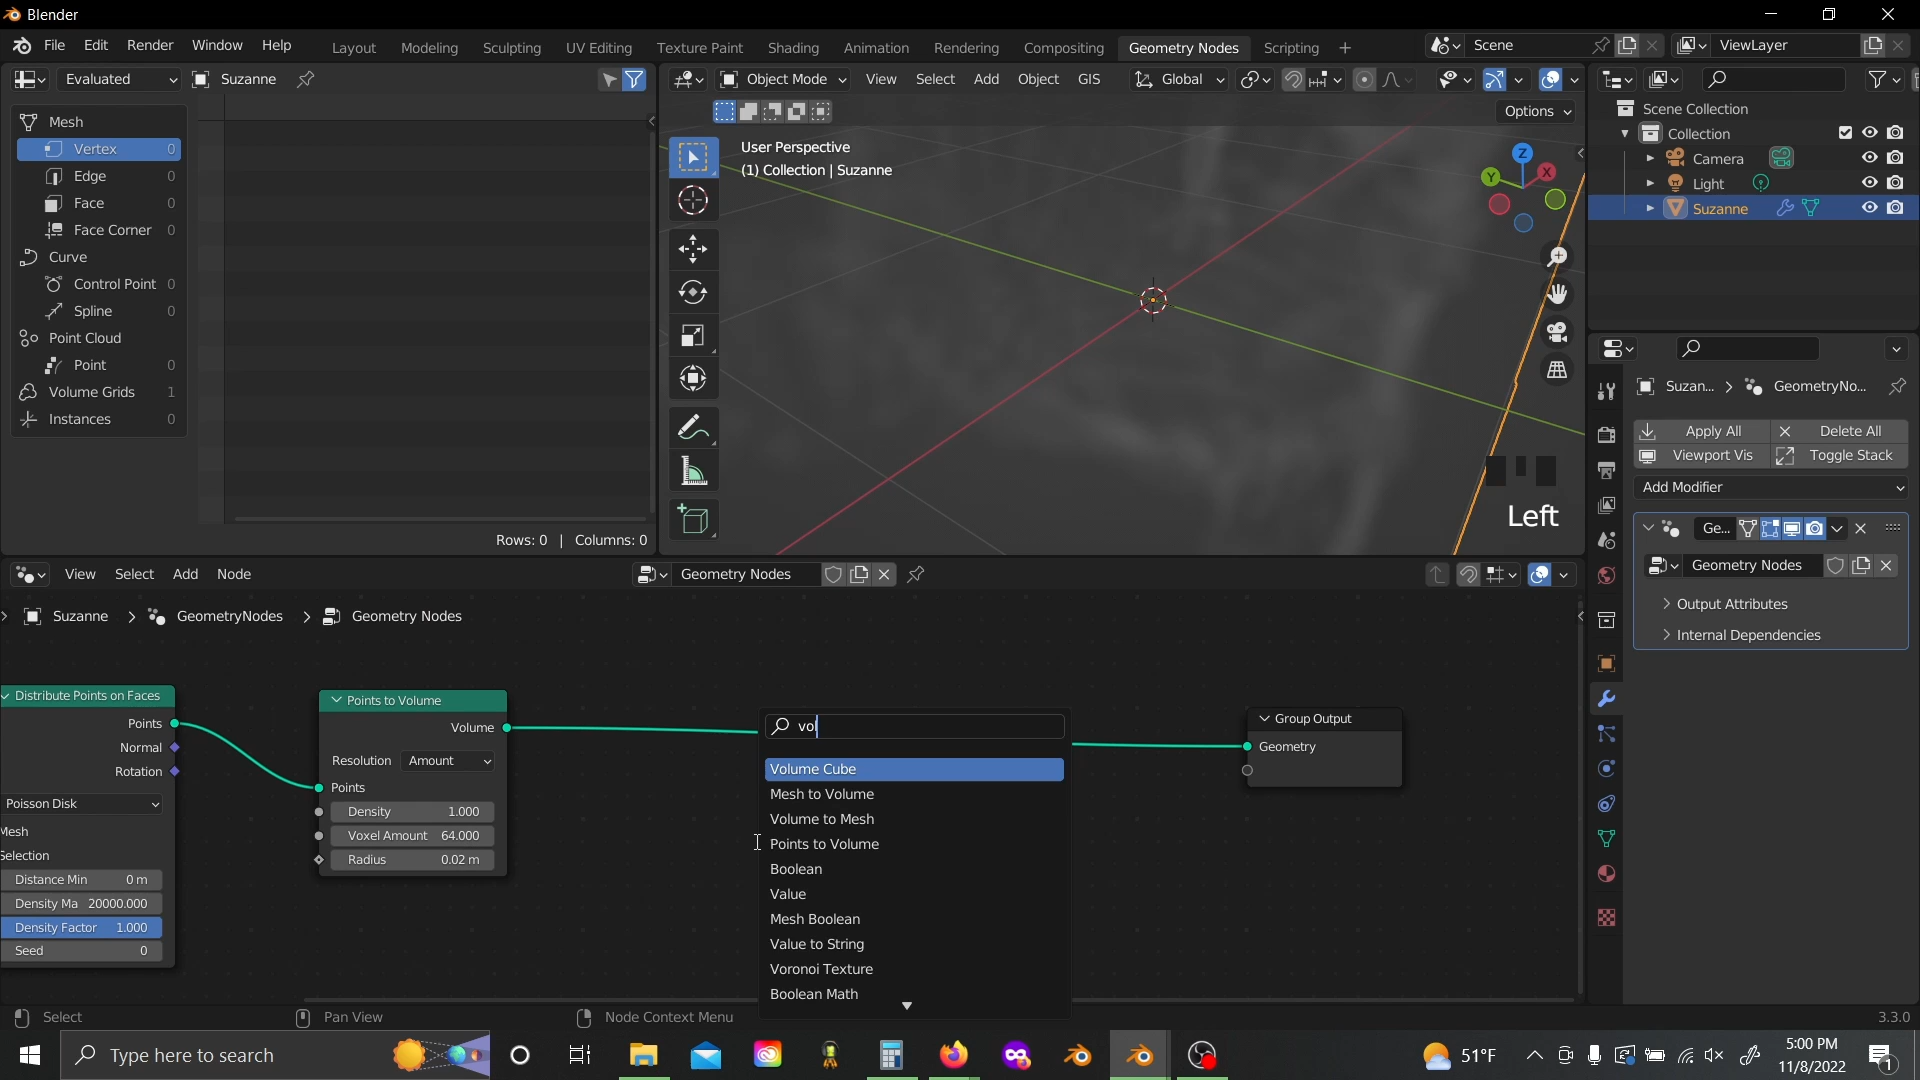 Blender
File Edit Render Window Help
Layout Modeling Sculpting UV Editing Texture Paint Shading Animation Rendering Compositing Geometry Nodes Scripting +
Scene
ViewLayer
Evaluated
Suzanne
Mesh
Vertex 0
Edge 0
Face 0
Face Corner 0
Curve
Control Point 0
Spline 0
Point Cloud
Point 0
Volume Grids 1
Instances 0
Rows: 0 | Columns: 0
Object Mode View Select Add Object GIS Global
Options
User Perspective
(1) Collection | Suzanne
Z
X
Y
Left
Scene Collection
Collection
Camera
Light
Suzanne
Suzan... > GeometryNo...
Apply All
Delete All
Viewport Vis
Toggle Stack
Add Modifier
Ge...
Geometry Nodes
Output Attributes
Internal Dependencies
View Select Add Node
Geometry Nodes
Suzanne > GeometryNodes > Geometry Nodes
Distribute Points on Faces
Points
Normal
Rotation
Poisson Disk
Mesh
Selection
Distance Min 0 m
Density Ma 20000.000
Density Factor 1.000
Seed 0
Points to Volume
Volume
Resolution Amount
Points
Density 1.000
Voxel Amount 64.000
Radius 0.02 m
vol
Volume Cube
Mesh to Volume
Volume to Mesh
Points to Volume
Boolean
Value
Mesh Boolean
Value to String
Voronoi Texture
Boolean Math
Group Output
Geometry
Select
Pan View
Node Context Menu
3.3.0
Type here to search
51°F
5:00 PM
11/8/2022
1